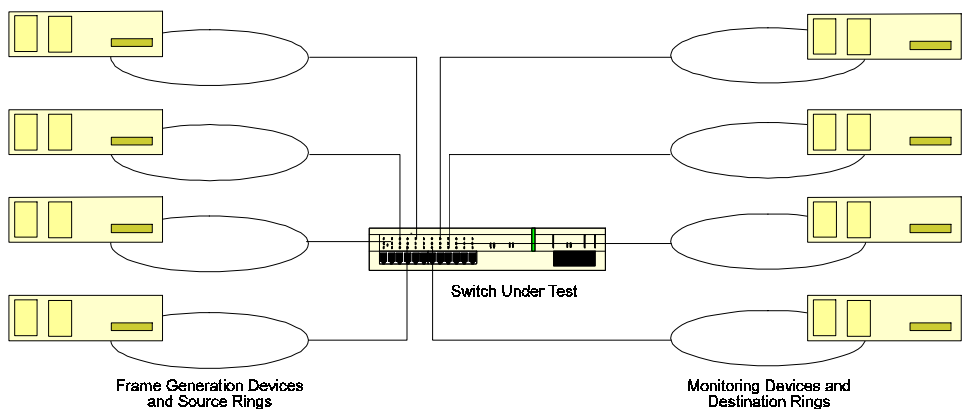 Switch Under Test
Frame Generation Devices
and Source Rings
Monitoring Devices and
Destination Rings